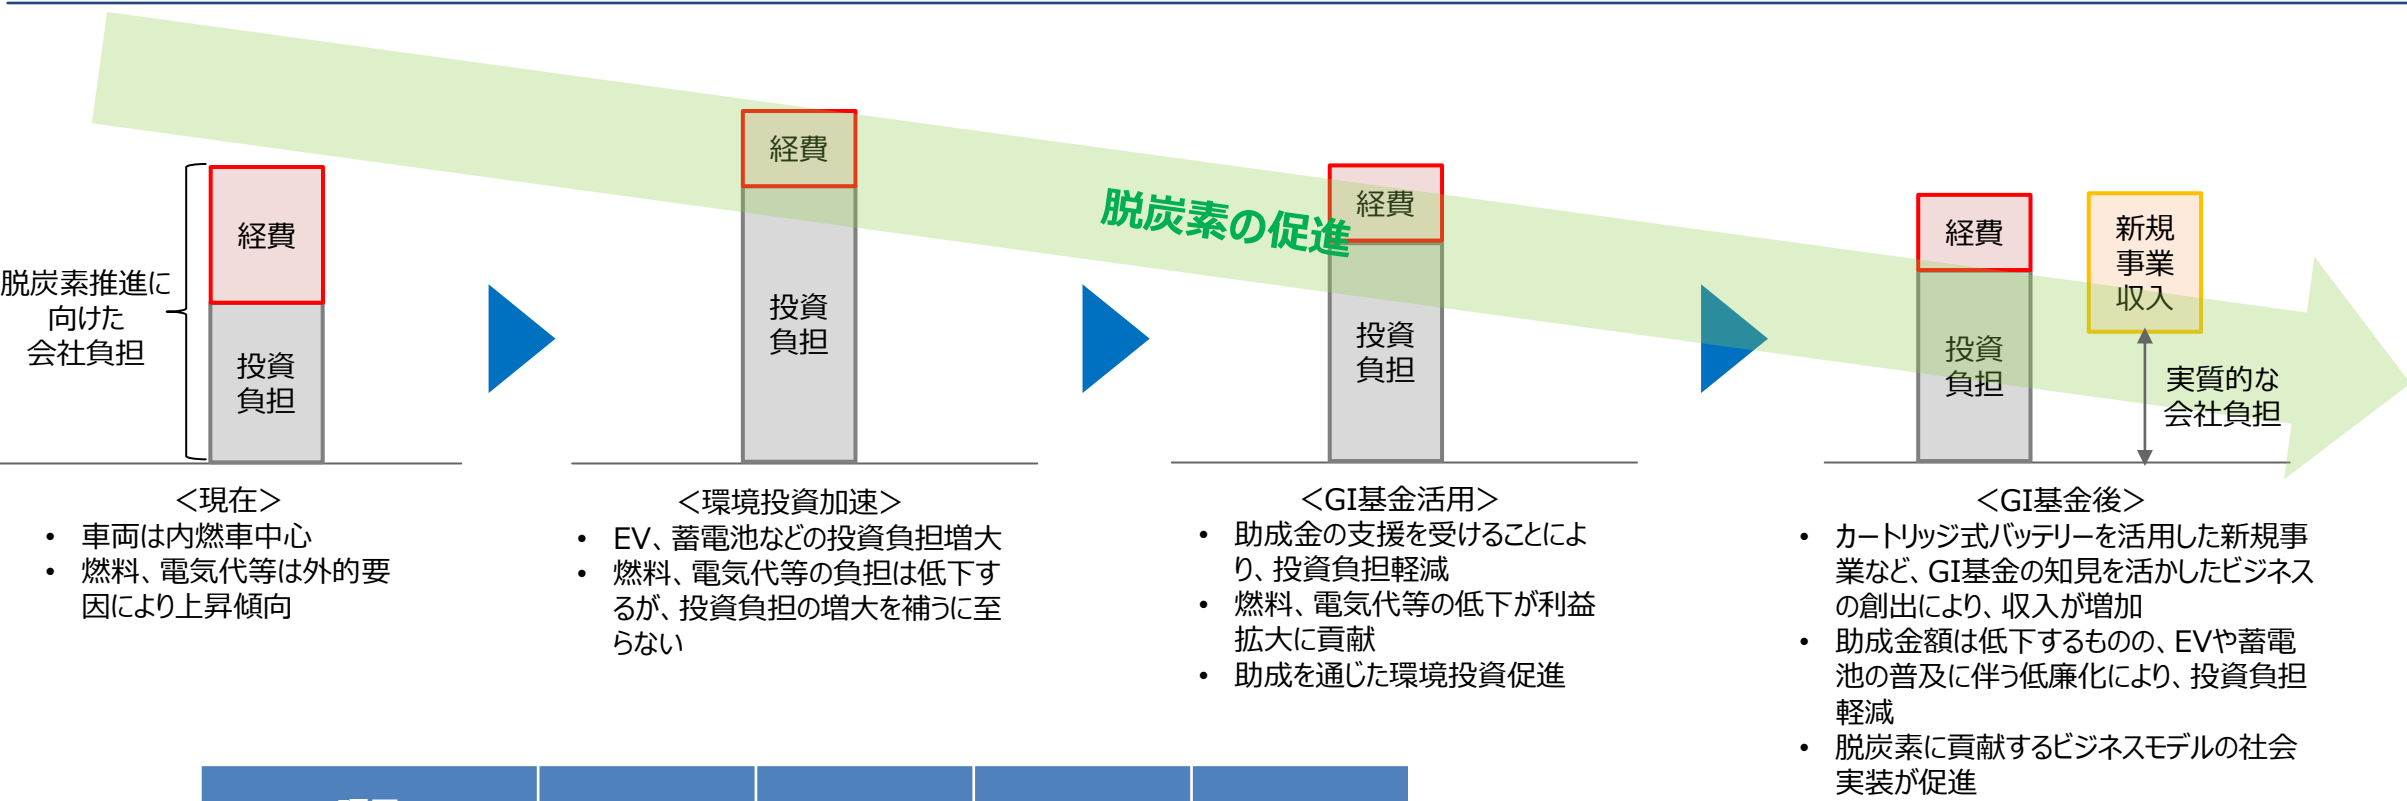 脱炭素の促進
脱炭素推進に
向けた
会社負担
経費
投資
負担
経費
投資
負担
経費
投資
負担
経費
投資
負担
新規
事業
収入
実質的な
会社負担
＜現在＞
• 車両は内燃車中心
• 燃料、電気代等は外的要
因により上昇傾向
＜環境投資加速＞
• EV、蓄電池などの投資負担増大
• 燃料、電気代等の負担は低下す
るが、投資負担の増大を補うに至
らない
＜GI基金活用＞
• 助成金の支援を受けることによ
り、投資負担軽減
• 燃料、電気代等の低下が利益
拡大に貢献
• 助成を通じた環境投資促進
＜GI基金後＞
• カートリッジ式バッテリーを活用した新規事
業など、GI基金の知見を活かしたビジネス
の創出により、収入が増加
• 助成金額は低下するものの、EVや蓄電
池の普及に伴う低廉化により、投資負担
軽減
• 脱炭素に貢献するビジネスモデルの社会
実装が促進